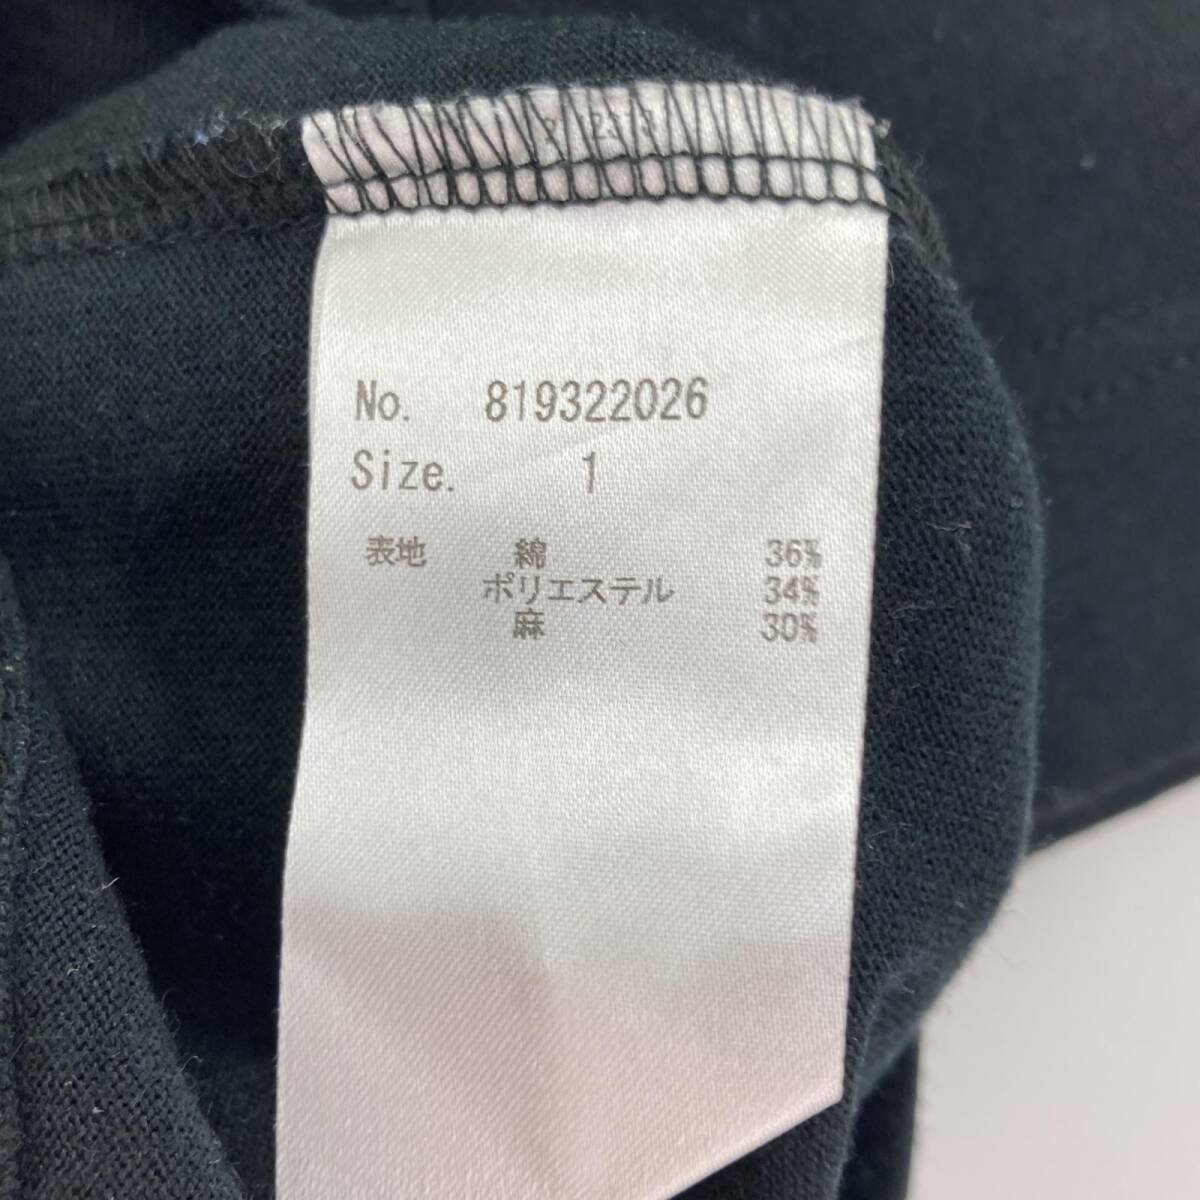 No. 819322026
Size. 1
表地 綿 36%
ポリエステル 34%
麻 30%